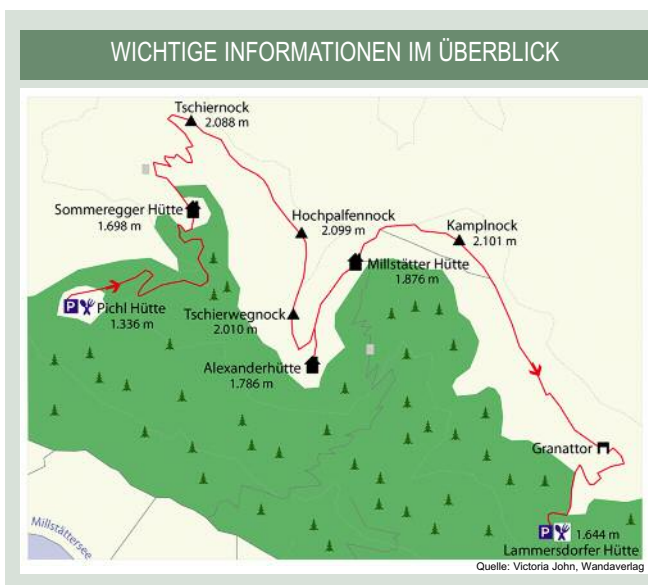 WICHTIGE INFORMATIONEN IM ÜBERBLICK
Tschiernock
2.088 m
Sommeregger Hütte
1.698 m
Hochpalfennock
2.099 m
Kamplnock
2.101 m
Millstätter Hütte
1.876 m
P Pichl Hütte
1.336 m
Tschierwegnock
2.010 m
Alexanderhütte
1.786 m
Granattor
P 1.644 m
Lammersdorfer Hütte
Millstättersee
Quelle: Victoria John, Wandaverlag